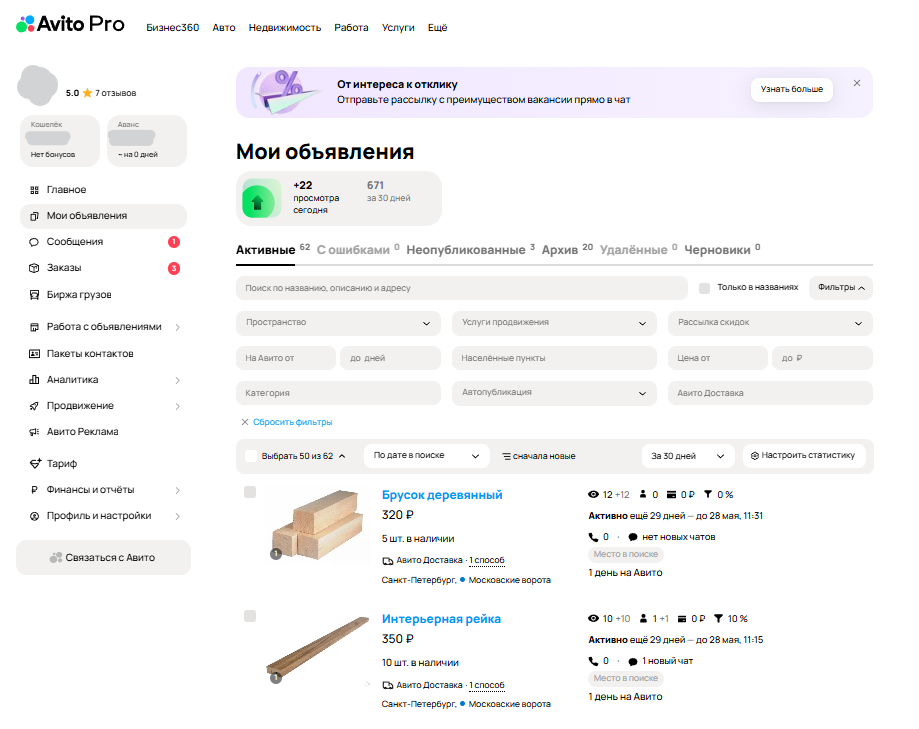 Avito Pro
Бизнес360 Авто Недвижимость Работа Услуги Ещё
5.0 7 отзывов
Кошелёк
Нет бонусов
Аванс
~ на 0 дней
Главное
Мои объявления
Сообщения 1
Заказы 3
Биржа грузов
Работа с объявлениями
Пакеты контактов
Аналитика
Продвижение
Авито Реклама
Тариф
Финансы и отчёты
Профиль и настройки
Связаться с Авито
От интереса к отклику
Отправьте рассылку с преимуществом вакансии прямо в чат
Узнать больше
Мои объявления
+22
просмотра
сегодня
671
за 30 дней
Активные 62 С ошибками 0 Неопубликованные 3 Архив 20 Удалённые 0 Черновики 0
Поиск по названию, описанию и адресу Только в названиях Фильтры
Пространство Услуги продвижения Рассылка скидок
На Авито от до дней Населённые пункты Цена от до ₽
Категория Автопубликация Авито Доставка
Сбросить фильтры
Выбрать 50 из 62 По дате в поиске сначала новые За 30 дней Настроить статистику
1
Брусок деревянный
320 ₽
5 шт. в наличии
Авито Доставка · 1 способ
Санкт-Петербург, Московские ворота
12 +12 0 0 ₽ 0 %
Активно ещё 29 дней — до 28 мая, 11:31
0 · нет новых чатов
Место в поиске
1 день на Авито
1
Интерьерная рейка
350 ₽
10 шт. в наличии
Авито Доставка · 1 способ
Санкт-Петербург, Московские ворота
10 +10 1 +1 0 ₽ 10 %
Активно ещё 29 дней — до 28 мая, 11:15
0 · 1 новый чат
Место в поиске
1 день на Авито